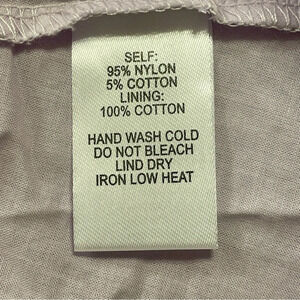 SELF:
95% NYLON
5% COTTON
LINING:
100% COTTON
HAND WASH COLD
DO NOT BLEACH
LIND DRY
IRON LOW HEAT